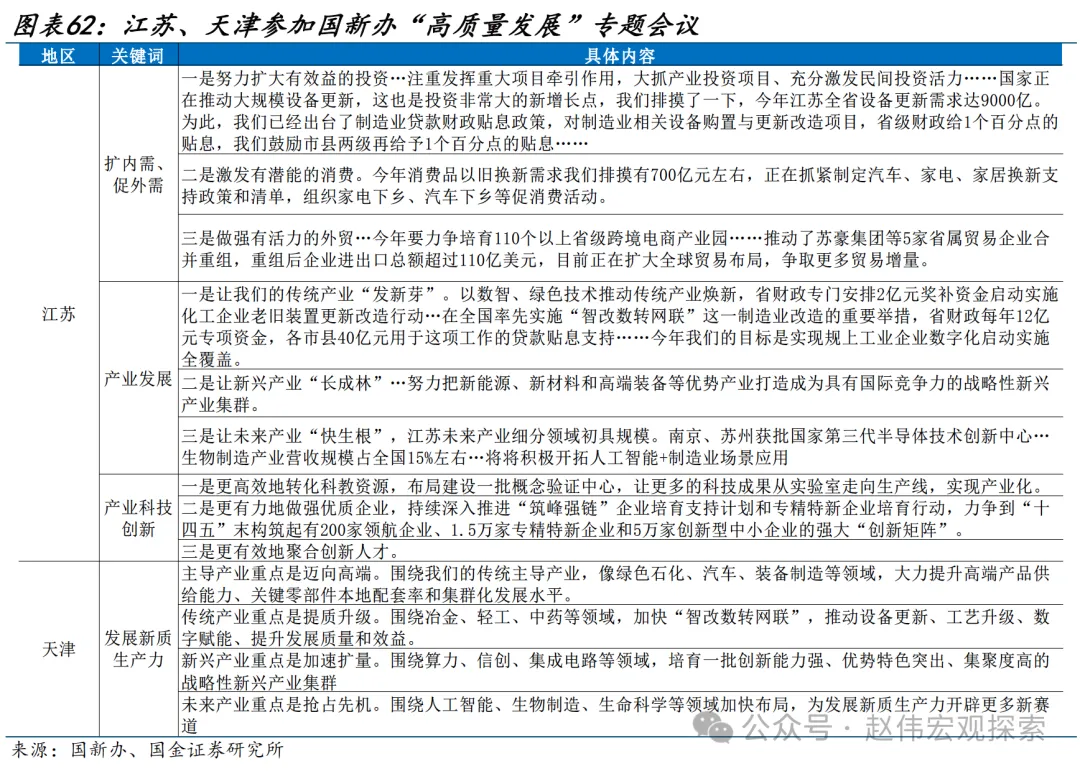 图表62：江苏、天津参加国新办“高质量发展”专题会议
地区 关键词 具体内容
江苏
扩内需、
促外需
一是努力扩大有效益的投资…注重发挥重大项目牵引作用，大抓产业投资项目、充分激发民间投资活力……国家正
在推动大规模设备更新，这也是投资非常大的新增长点，我们排摸了一下，今年江苏全省设备更新需求达9000亿。
为此，我们已经出台了制造业贷款财政贴息政策，对制造业相关设备购置与更新改造项目，省级财政给1个百分点的
贴息，我们鼓励市县两级再给予1个百分点的贴息……
二是激发有潜能的消费。今年消费品以旧换新需求我们排摸有700亿元左右，正在抓紧制定汽车、家电、家居换新支
持政策和清单，组织家电下乡、汽车下乡等促消费活动。
三是做强有活力的外贸…今年要力争培育110个以上省级跨境电商产业园……推动了苏豪集团等5家省属贸易企业合
并重组，重组后企业进出口总额超过110亿美元，目前正在扩大全球贸易布局，争取更多贸易增量。
产业发展
一是让我们的传统产业“发新芽”。以数智、绿色技术推动传统产业焕新，省财政专门安排2亿元奖补资金启动实施
化工企业老旧装置更新改造行动…在全国率先实施“智改数转网联”这一制造业改造的重要举措，省财政每年12亿
元专项资金，各市县40亿元用于这项工作的贷款贴息支持……今年我们的目标是实现规上工业企业数字化启动实施
全覆盖。
二是让新兴产业“长成林”…努力把新能源、新材料和高端装备等优势产业打造成为具有国际竞争力的战略性新兴
产业集群。
三是让未来产业“快生根”，江苏未来产业细分领域初具规模。南京、苏州获批国家第三代半导体技术创新中心…
生物制造产业营收规模占全国15%左右…将将积极开拓人工智能+制造业场景应用
产业科技
创新
一是更高效地转化科教资源，布局建设一批概念验证中心，让更多的科技成果从实验室走向生产线，实现产业化。
二是更有力地做强优质企业，持续深入推进“筑峰强链”企业培育支持计划和专精特新企业培育行动，力争到“十
四五”末构筑起有200家领航企业、1.5万家专精特新企业和5万家创新型中小企业的强大“创新矩阵”。
三是更有效地聚合创新人才。
天津
发展新质
生产力
主导产业重点是迈向高端。围绕我们的传统主导产业，像绿色石化、汽车、装备制造等领域，大力提升高端产品供
给能力、关键零部件本地配套率和集群化发展水平。
传统产业重点是提质升级。围绕冶金、轻工、中药等领域，加快“智改数转网联”，推动设备更新、工艺升级、数
字赋能、提升发展质量和效益。
新兴产业重点是加速扩量。围绕算力、信创、集成电路等领域，培育一批创新能力强、优势特色突出、集聚度高的
战略性新兴产业集群
未来产业重点是抢占先机。围绕人工智能、生物制造、生命科学等领域加快布局，为发展新质生产力开辟更多新赛
道
公众号·赵伟宏观探索
来源：国新办、国金证券研究所